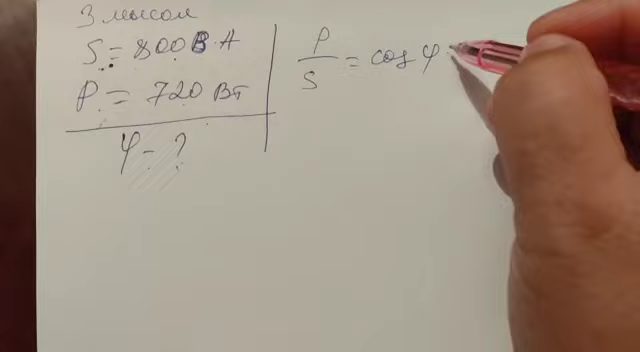 3 мысал
S = 800 В·А
P = 720 Вт
φ - ?
P/S = cos φ